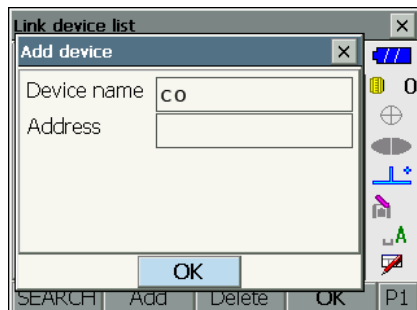 Link device list
Add device
Device name co
Address
OK
0
A
SEARCH Add Delete OK P1